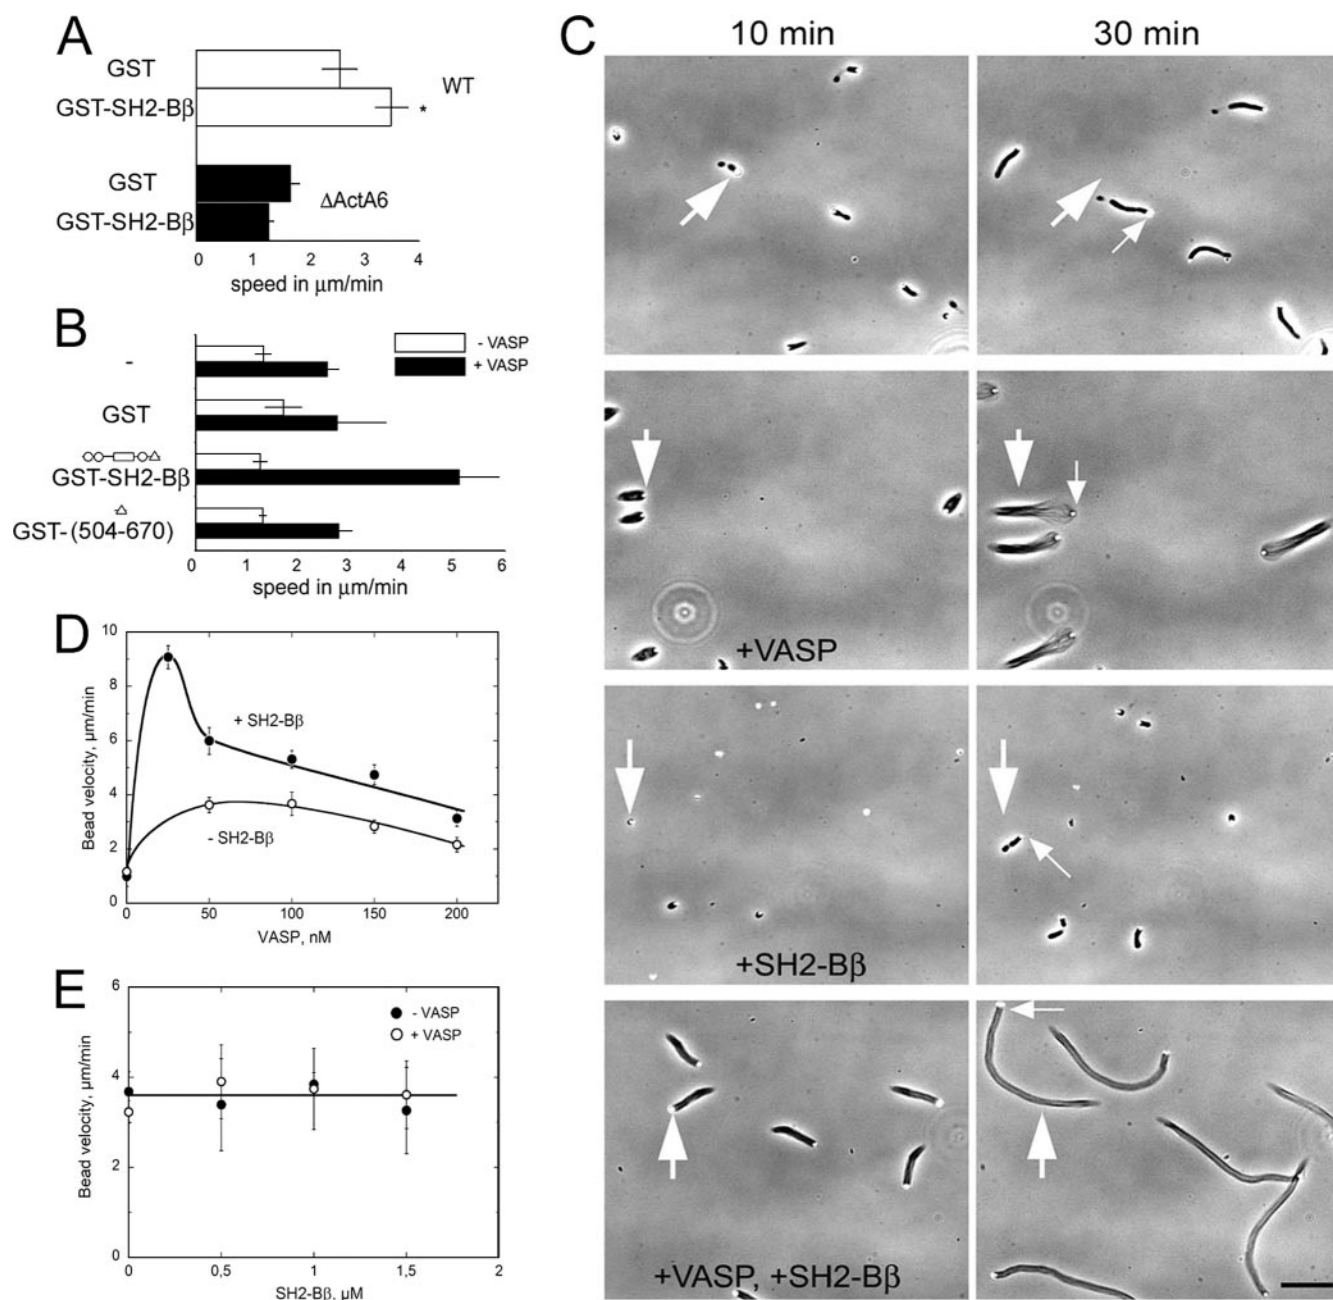 A
GST
GST-SH2-Bβ
WT
*
GST
GST-SH2-Bβ
ΔActA6
0 1 2 3 4
speed in μm/min
B
- VASP
+ VASP
-
GST
GST-SH2-Bβ
GST-(504-670)
0 1 2 3 4 5 6
speed in μm/min
C
10 min 30 min
+VASP
+SH2-Bβ
+VASP, +SH2-Bβ
D
10
8
6
4
2
0
Bead velocity, μm/min
+ SH2-Bβ
- SH2-Bβ
0 50 100 150 200
VASP, nM
E
6
4
2
0
Bead velocity, μm/min
- VASP
+ VASP
0 0,5 1 1,5 2
SH2-Bβ, μM